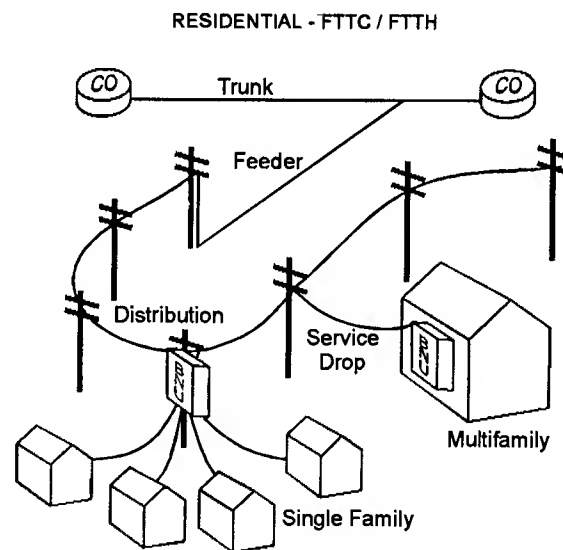 RESIDENTIAL - FTTC / FTTH
CO
CO
Trunk
Feeder
Distribution
Service
Drop
Multifamily
Single Family